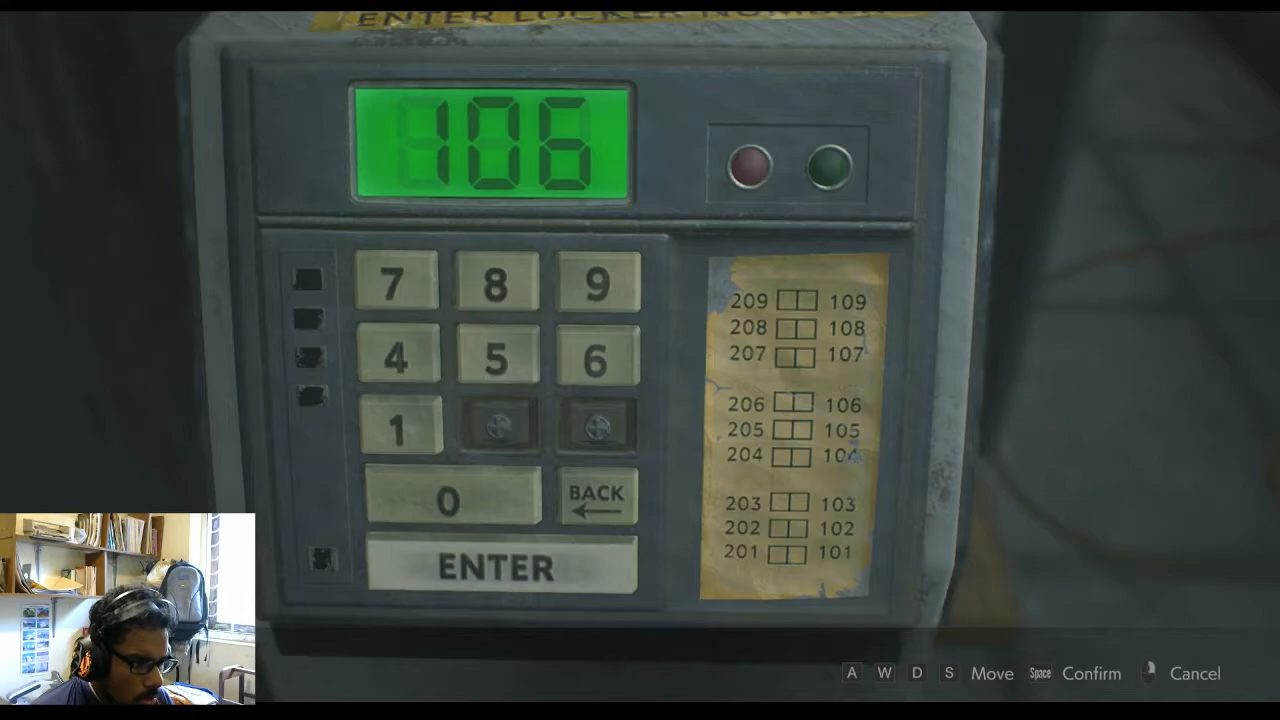 ENTER LOCKER NUMBER
106
7 8 9
4 5 6
1
0 BACK
ENTER
209 109
208 108
207 107
206 106
205 105
204 104
203 103
202 102
201 101
A W D S Move Space Confirm Cancel